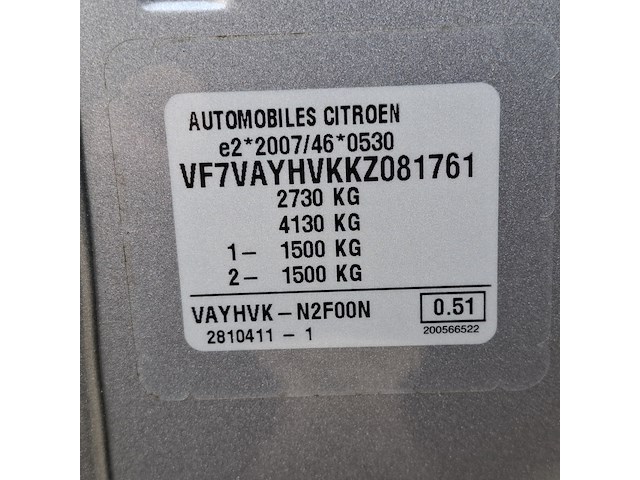 AUTOMOBILES CITROEN
e2*2007/46*0530
VF7VAYHVKKZ081761
2730 KG
4130 KG
1- 1500 KG
2- 1500 KG
VAYHVK-N2F00N 0.51
2810411-1 200566522